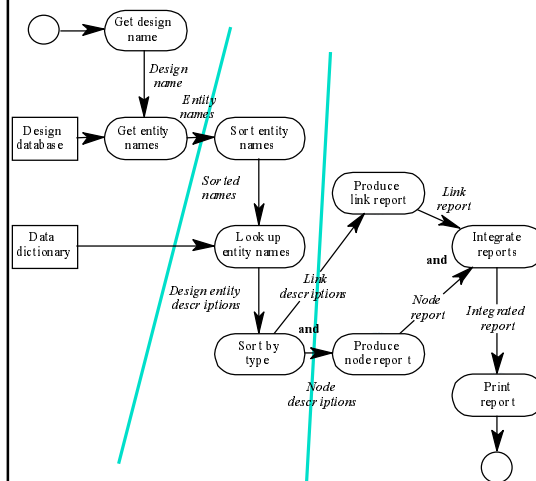 Get design
name
Design
name
Entity
names
Design
database
Get entity
names
Sort entity
names
Sorted
names
Produce
link report
Link
report
Data
dictionary
Look up
entity names
Integrate
reports
and
Link
descriptions
Design entity
descriptions
Node
report
Integrated
report
and
Sort by
type
Produce
node report
Node
descriptions
Print
report